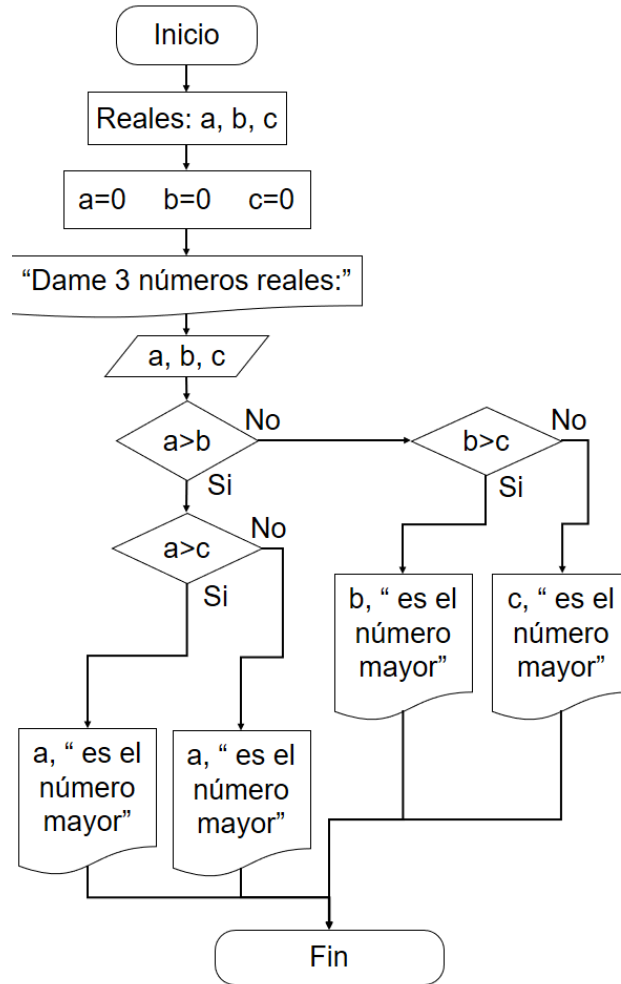 Inicio
Reales: a, b, c
a=0 b=0 c=0
“Dame 3 números reales:”
a, b, c
a>b
No
Si
b>c
No
Si
a>c
No
Si
b, “ es el
número
mayor”
c, “ es el
número
mayor”
a, “ es el
número
mayor”
a, “ es el
número
mayor”
Fin